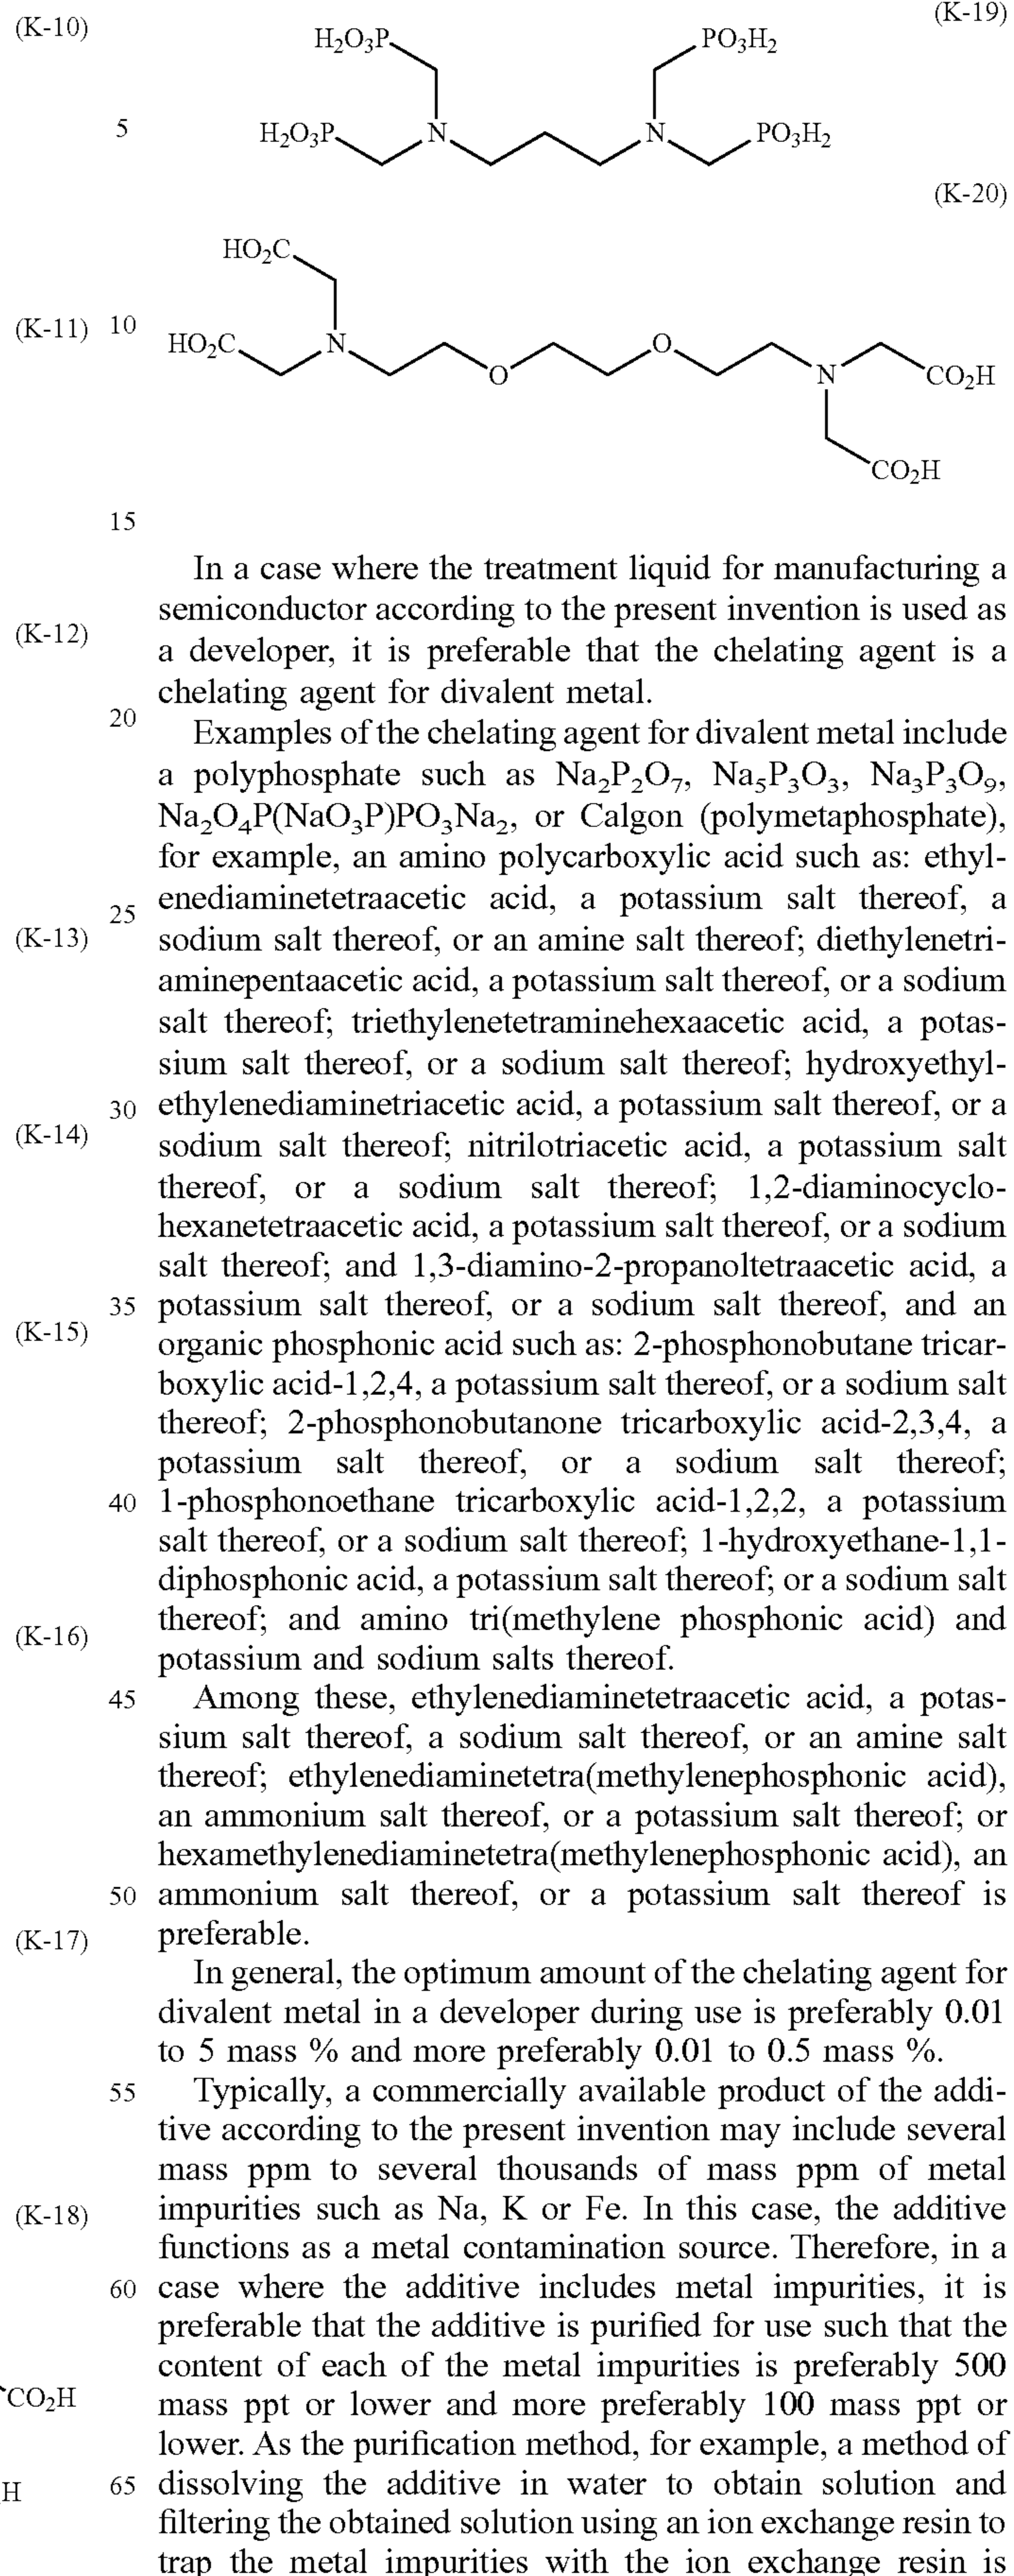 (K-10)
(K-19)
H₂O₃P
PO₃H₂
5
H₂O₃P
N
N
PO₃H₂
(K-20)
HO₂C
(K-11)
10
HO₂C
N
O
O
N
CO₂H
CO₂H
15
In a case where the treatment liquid for manufacturing a
semiconductor according to the present invention is used as
(K-12)
a developer, it is preferable that the chelating agent is a
chelating agent for divalent metal.
20
Examples of the chelating agent for divalent metal include
a polyphosphate such as Na₂P₂O₇, Na₅P₃O₃, Na₃P₃O₉,
Na₂O₄P(NaO₃P)PO₃Na₂, or Calgon (polymetaphosphate),
for example, an amino polycarboxylic acid such as: ethyl-
enediaminetetraacetic acid, a potassium salt thereof, a
25
(K-13)
sodium salt thereof, or an amine salt thereof; diethylenetri-
aminepentaacetic acid, a potassium salt thereof, or a sodium
salt thereof; triethylenetetraminehexaacetic acid, a potas-
sium salt thereof, or a sodium salt thereof; hydroxyethyl-
30
ethylenediaminetriacetic acid, a potassium salt thereof, or a
(K-14)
sodium salt thereof; nitrilotriacetic acid, a potassium salt
thereof, or a sodium salt thereof; 1,2-diaminocyclo-
hexanetetraacetic acid, a potassium salt thereof, or a sodium
salt thereof; and 1,3-diamino-2-propanoltetraacetic acid, a
35
potassium salt thereof, or a sodium salt thereof, and an
(K-15)
organic phosphonic acid such as: 2-phosphonobutane tricar-
boxylic acid-1,2,4, a potassium salt thereof, or a sodium salt
thereof; 2-phosphonobutanone tricarboxylic acid-2,3,4, a
potassium salt thereof, or a sodium salt thereof;
40
1-phosphonoethane tricarboxylic acid-1,2,2, a potassium
salt thereof, or a sodium salt thereof; 1-hydroxyethane-1,1-
diphosphonic acid, a potassium salt thereof; or a sodium salt
thereof; and amino tri(methylene phosphonic acid) and
(K-16)
potassium and sodium salts thereof.
45
Among these, ethylenediaminetetraacetic acid, a potas-
sium salt thereof, a sodium salt thereof, or an amine salt
thereof; ethylenediaminetetra(methylenephosphonic acid),
an ammonium salt thereof, or a potassium salt thereof; or
hexamethylenediaminetetra(methylenephosphonic acid), an
50
ammonium salt thereof, or a potassium salt thereof is
(K-17)
preferable.
In general, the optimum amount of the chelating agent for
divalent metal in a developer during use is preferably 0.01
to 5 mass % and more preferably 0.01 to 0.5 mass %.
55
Typically, a commercially available product of the addi-
tive according to the present invention may include several
mass ppm to several thousands of mass ppm of metal
(K-18)
impurities such as Na, K or Fe. In this case, the additive
functions as a metal contamination source. Therefore, in a
60
case where the additive includes metal impurities, it is
preferable that the additive is purified for use such that the
content of each of the metal impurities is preferably 500
CO₂H
mass ppt or lower and more preferably 100 mass ppt or
lower. As the purification method, for example, a method of
H
65
dissolving the additive in water to obtain solution and
filtering the obtained solution using an ion exchange resin to
trap the metal impurities with the ion exchange resin is